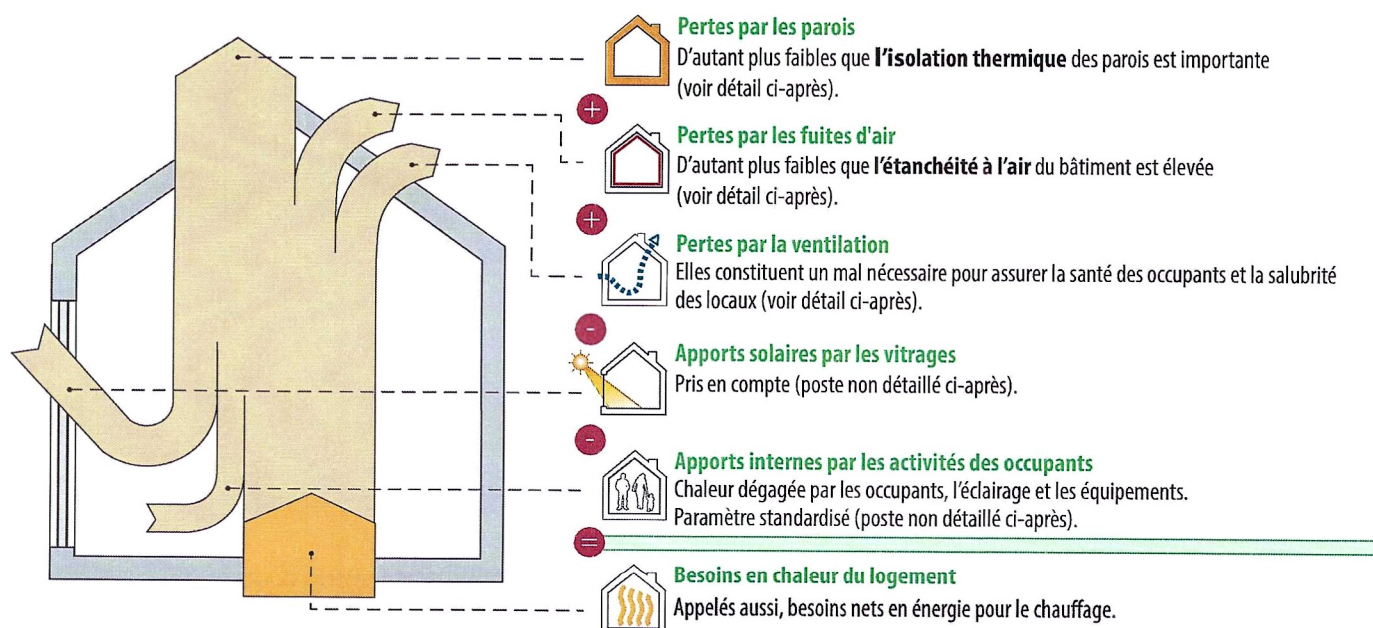 Pertes par les parois
D'autant plus faibles que l'isolation thermique des parois est importante
(voir détail ci-après).
+
Pertes par les fuites d'air
D'autant plus faibles que l'étanchéité à l'air du bâtiment est élevée
(voir détail ci-après).
+
Pertes par la ventilation
Elles constituent un mal nécessaire pour assurer la santé des occupants et la salubrité
des locaux (voir détail ci-après).
-
Apports solaires par les vitrages
Pris en compte (poste non détaillé ci-après).
-
Apports internes par les activités des occupants
Chaleur dégagée par les occupants, l'éclairage et les équipements.
Paramètre standardisé (poste non détaillé ci-après).
=
Besoins en chaleur du logement
Appelés aussi, besoins nets en énergie pour le chauffage.